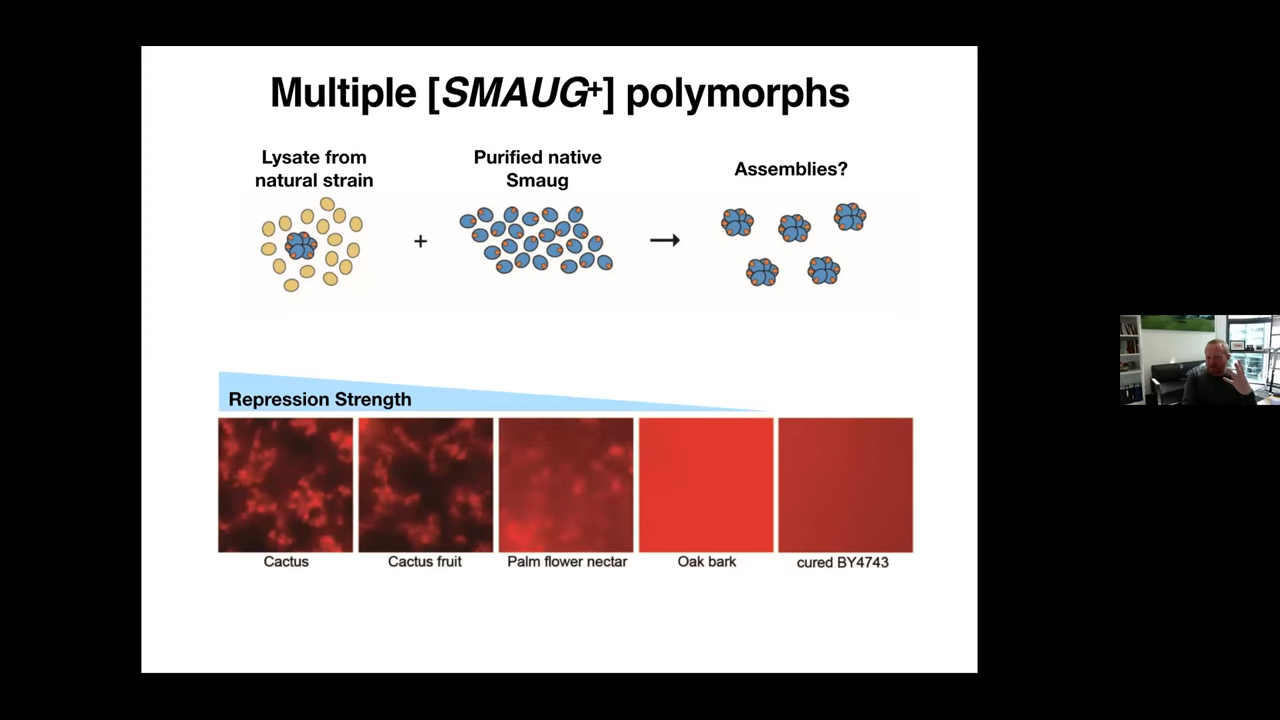 Multiple [SMAUG+] polymorphs
Lysate from
natural strain
+
Purified native
Smaug
→
Assemblies?
Repression Strength
Cactus
Cactus fruit
Palm flower nectar
Oak bark
cured BY4743